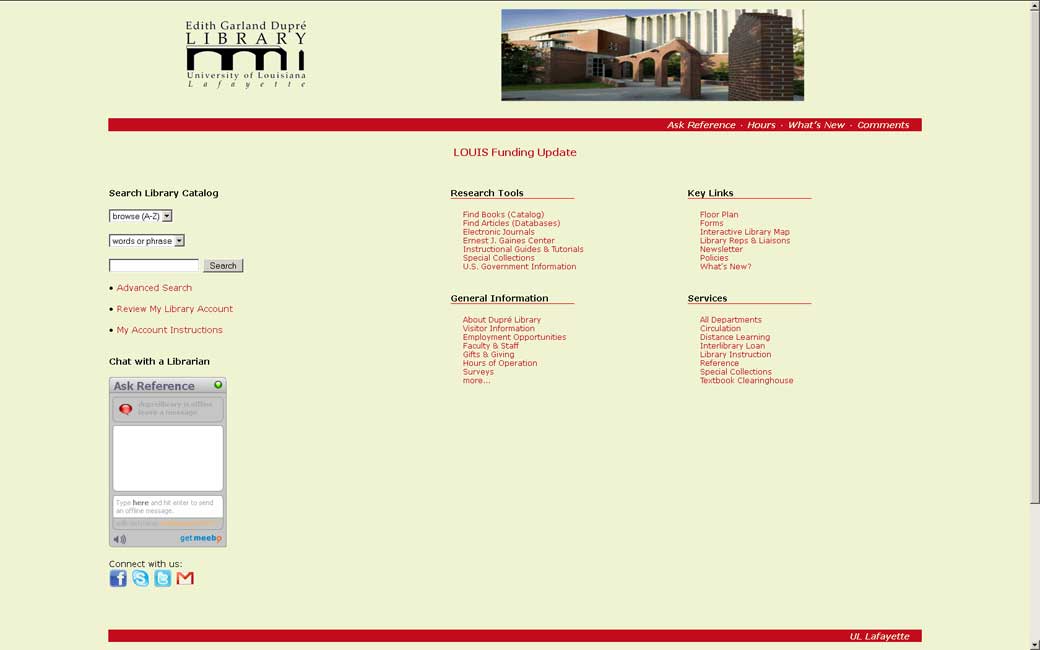 Edith Garland Dupré
LIBRARY
University of Louisiana
Lafayette
Ask Reference · Hours · What's New · Comments
LOUIS Funding Update
Search Library Catalog
browse (A-Z)
words or phrase
Search
• Advanced Search
• Review My Library Account
• My Account Instructions
Chat with a Librarian
Ask Reference
duprelibrary is offline
leave a message
Type here and hit enter to send
an offline message.
get meebo
Connect with us:
Research Tools
Find Books (Catalog)
Find Articles (Databases)
Electronic Journals
Ernest J. Gaines Center
Instructional Guides & Tutorials
Special Collections
U.S. Government Information
General Information
About Dupré Library
Visitor Information
Employment Opportunities
Faculty & Staff
Gifts & Giving
Hours of Operation
Surveys
more...
Key Links
Floor Plan
Forms
Interactive Library Map
Library Reps & Liaisons
Newsletter
Policies
What's New?
Services
All Departments
Circulation
Distance Learning
Interlibrary Loan
Library Instruction
Reference
Special Collections
Textbook Clearinghouse
UL Lafayette